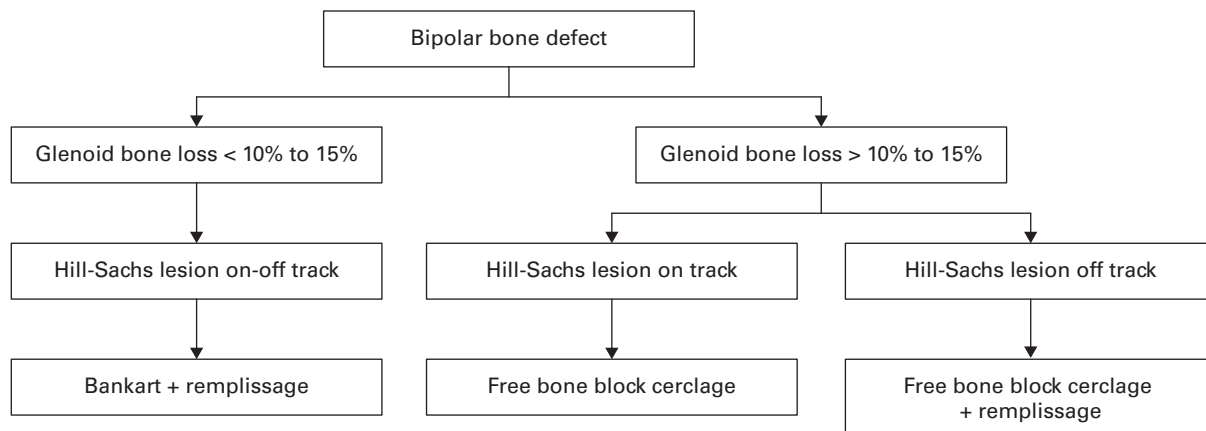 Bipolar bone defect
Glenoid bone loss < 10% to 15%
Glenoid bone loss > 10% to 15%
Hill-Sachs lesion on-off track
Hill-Sachs lesion on track
Hill-Sachs lesion off track
Bankart + remplissage
Free bone block cerclage
Free bone block cerclage
+ remplissage